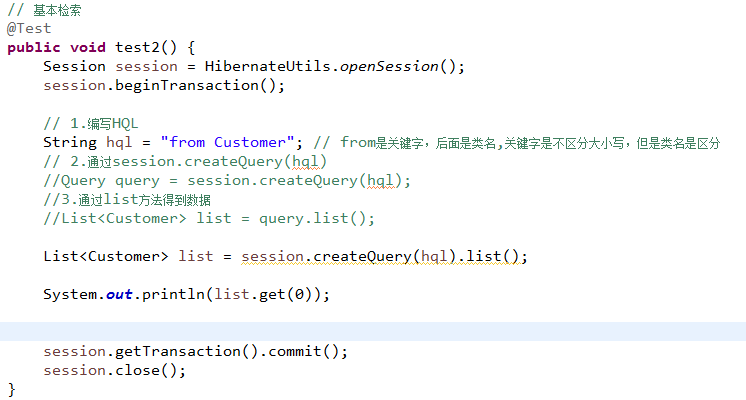 // 基本检索
@Test
public void test2() {
    Session session = HibernateUtils.openSession();
    session.beginTransaction();

    // 1.编写HQL
    String hql = "from Customer"; // from是关键字，后面是类名,关键字是不区分大小写，但是类名是区分
    // 2.通过session.createQuery(hql)
    //Query query = session.createQuery(hql);
    //3.通过list方法得到数据
    //List<Customer> list = query.list();

    List<Customer> list = session.createQuery(hql).list();

    System.out.println(list.get(0));

    session.getTransaction().commit();
    session.close();
}